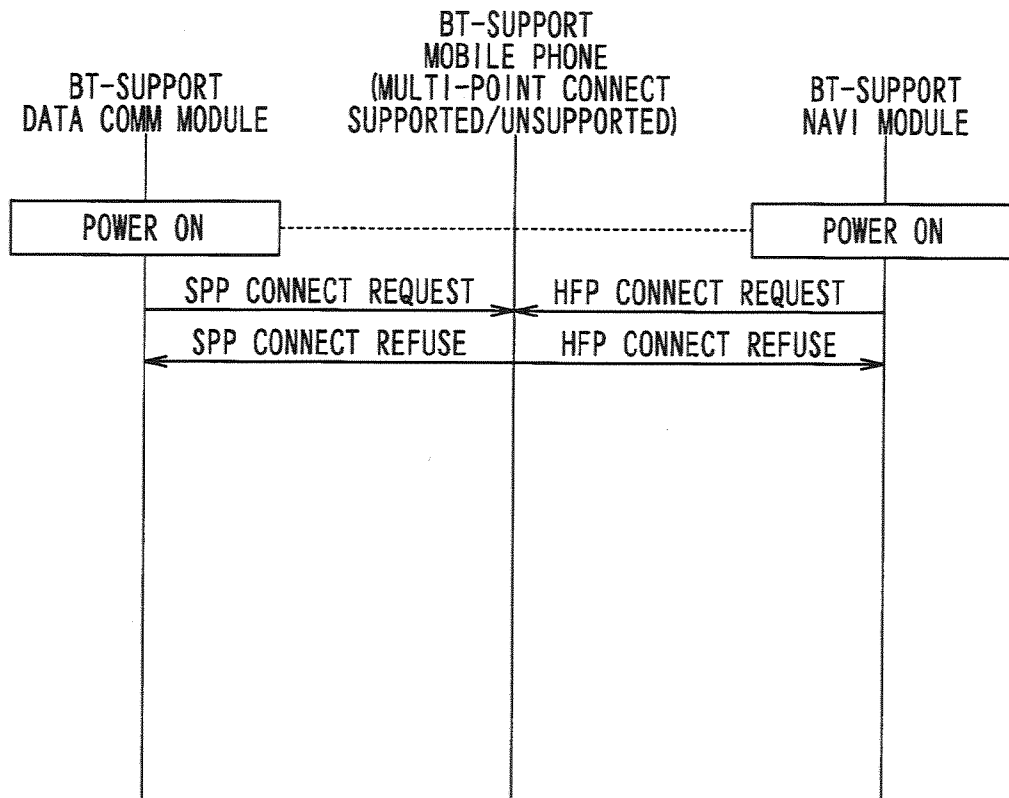 BT-SUPPORT
DATA COMM MODULE
BT-SUPPORT
MOBILE PHONE
(MULTI-POINT CONNECT
SUPPORTED/UNSUPPORTED)
BT-SUPPORT
NAVI MODULE
POWER ON
POWER ON
SPP CONNECT REQUEST
HFP CONNECT REQUEST
SPP CONNECT REFUSE
HFP CONNECT REFUSE